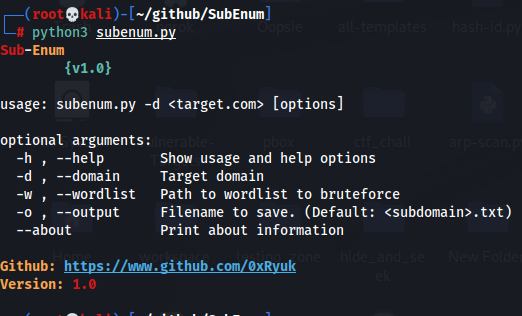 ┌──(root💀kali)-[~/github/SubEnum]
└─# python3 subenum.py
Sub-Enum
{v1.0}
usage: subenum.py -d <target.com> [options]
optional arguments:
-h , --help Show usage and help options
-d , --domain Target domain
-w , --wordlist Path to wordlist to bruteforce
-o , --output Filename to save. (Default: <subdomain>.txt)
--about Print about information
Github: https://www.github.com/0xRyuk
Version: 1.0
┌──(root💀kali)-[~/github/SubEnum]